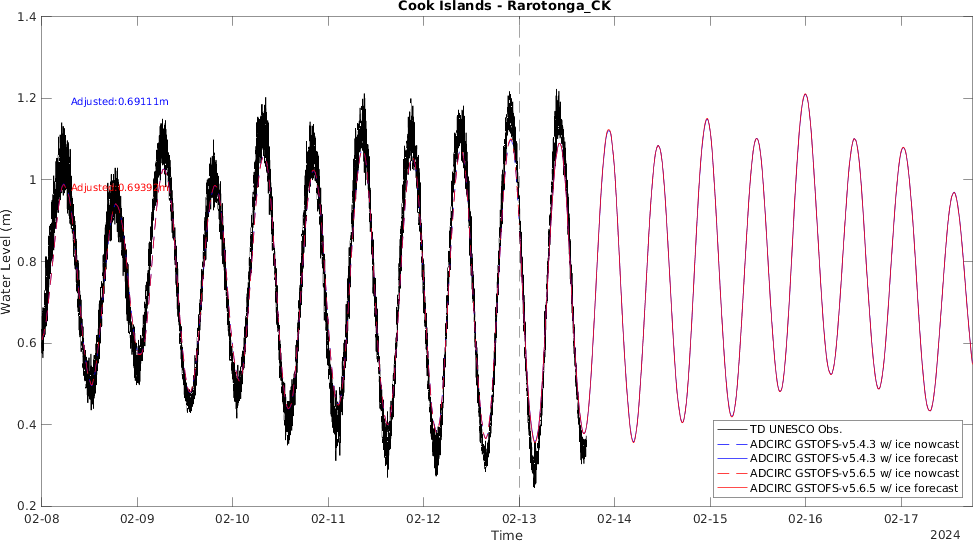 Cook Islands - Rarotonga_CK
Water Level (m)
1.4
1.2
1
0.8
0.6
0.4
0.2
Adjusted:0.69111m
02-08
02-09
02-10
02-11
02-12
02-13
02-14
02-15
02-16
02-17
Time
2024
TD UNESCO Obs.
ADCIRC GSTOFS-v5.4.3 w/ ice nowcast
ADCIRC GSTOFS-v5.4.3 w/ ice forecast
ADCIRC GSTOFS-v5.6.5 w/ ice nowcast
ADCIRC GSTOFS-v5.6.5 w/ ice forecast